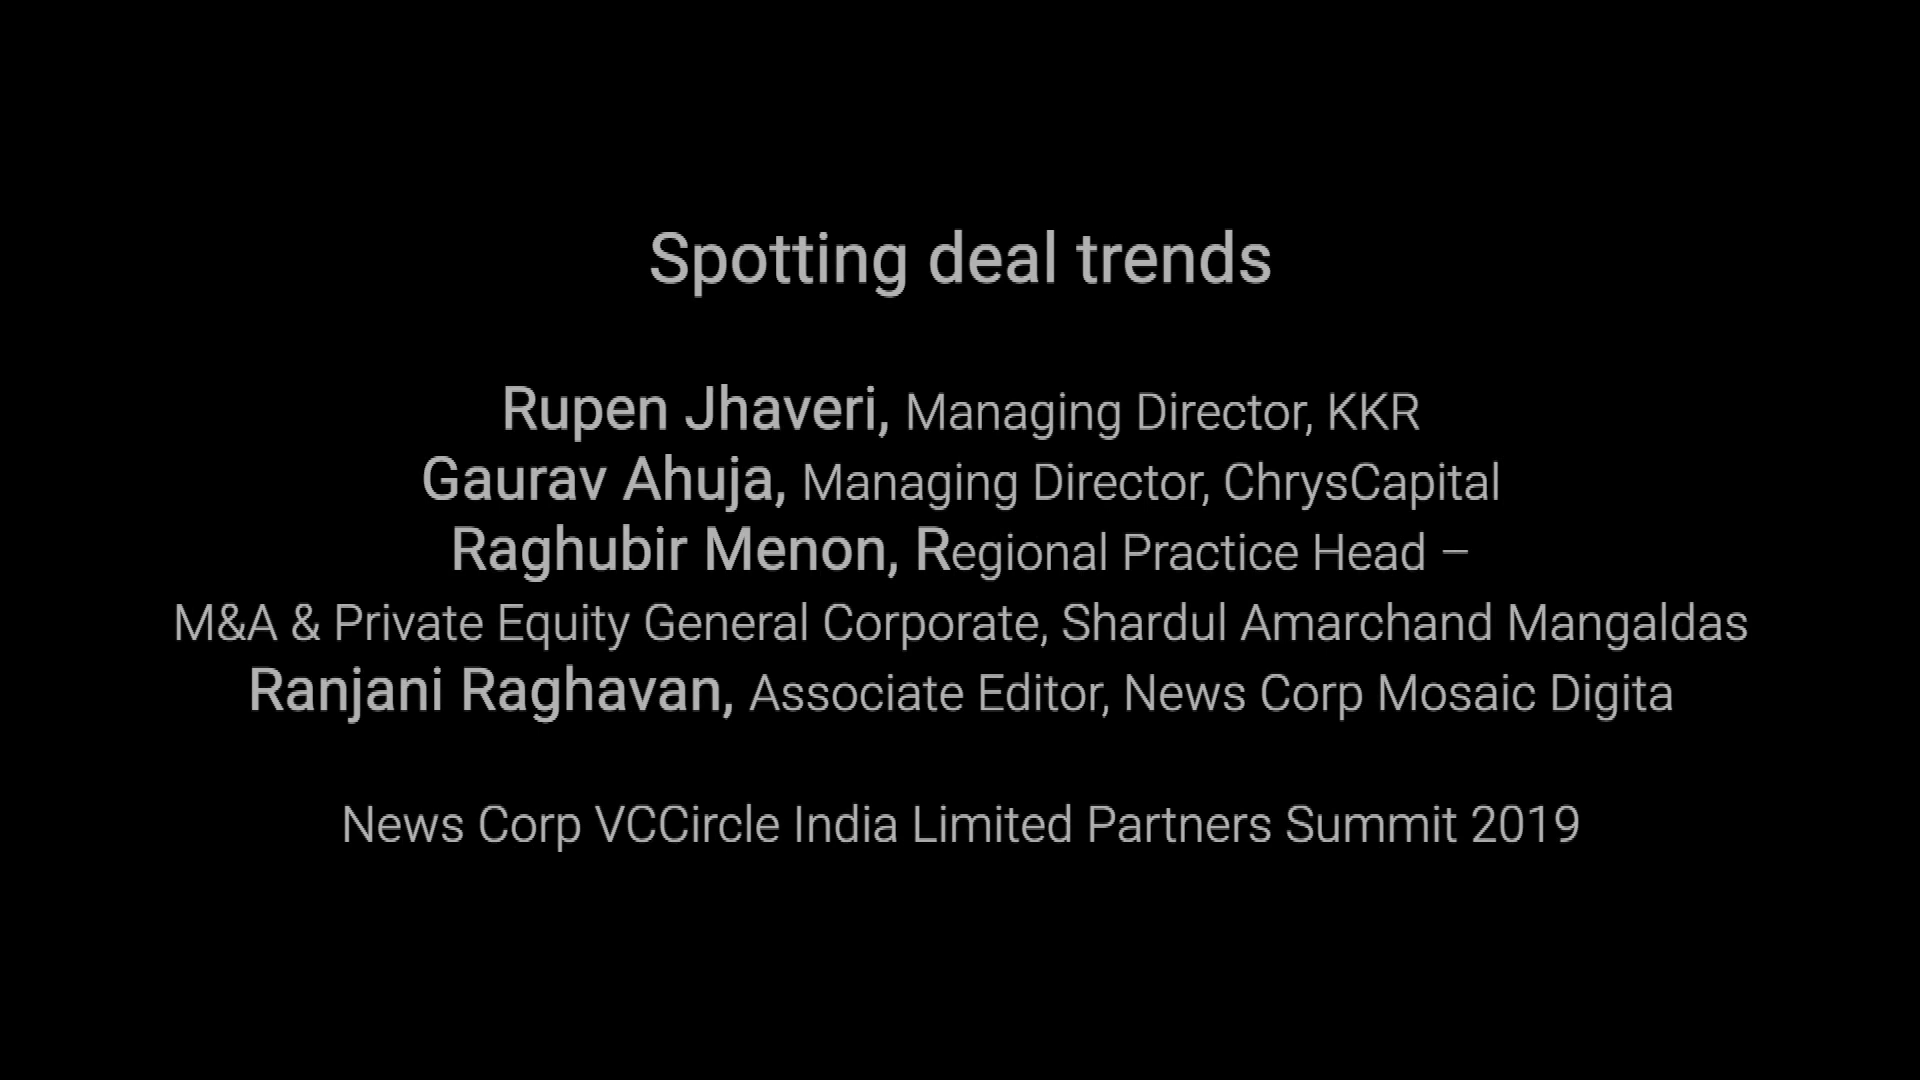 Spotting deal trends
Rupen Jhaveri, Managing Director, KKR
Gaurav Ahuja, Managing Director, ChrysCapital
Raghubir Menon, Regional Practice Head –
M&A & Private Equity General Corporate, Shardul Amarchand Mangaldas
Ranjani Raghavan, Associate Editor, News Corp Mosaic Digita
News Corp VCCircle India Limited Partners Summit 2019